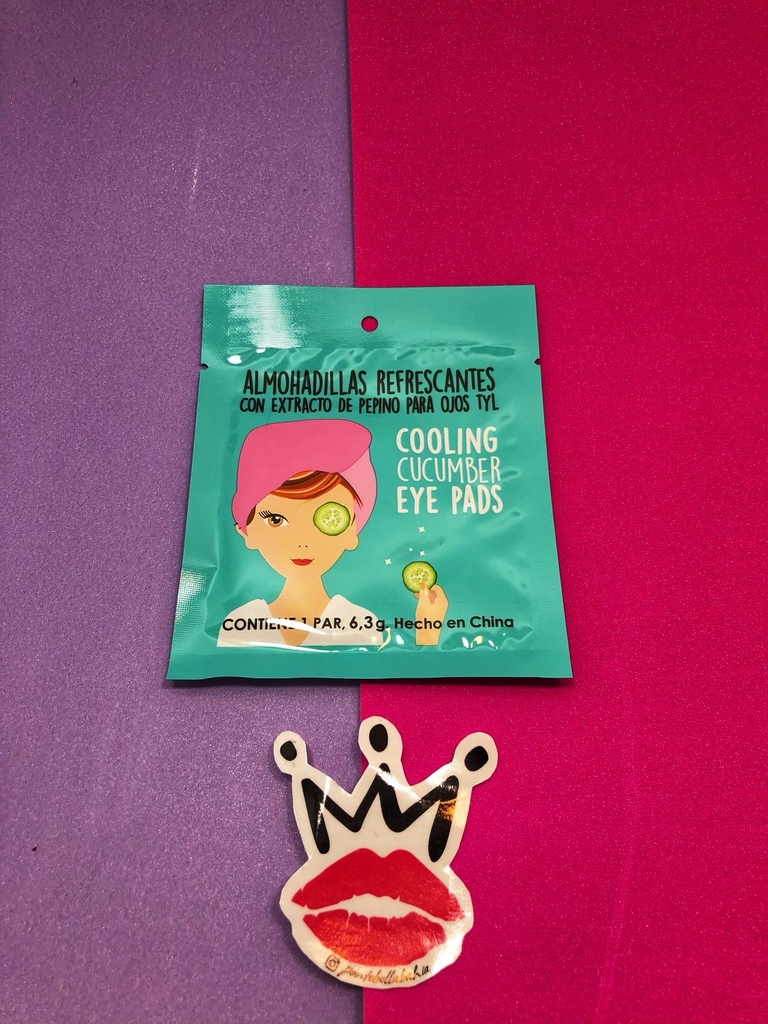 ALMOHADILLAS REFRESCANTES
CON EXTRACTO DE PEPINO PARA OJOS TYL
COOLING
CUCUMBER
EYE PADS
CONTIENE 1 PAR, 6,3g. Hecho en China